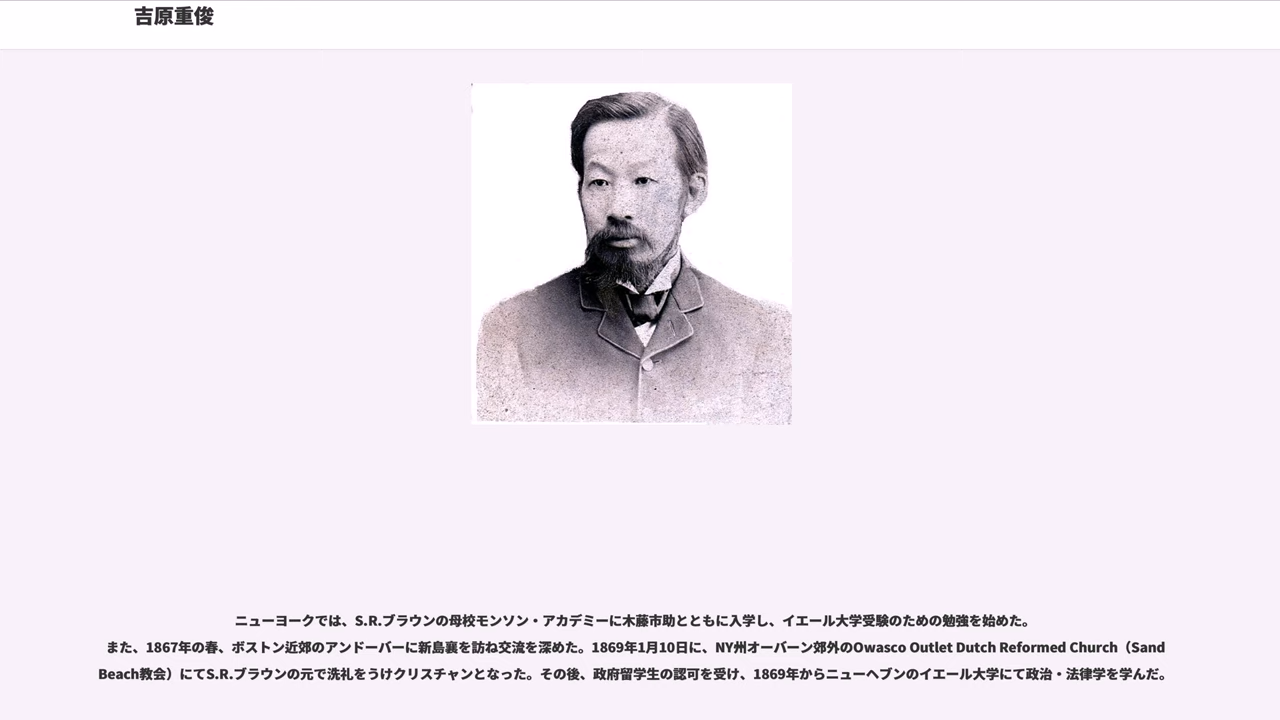 吉原重俊
ニューヨークでは、S.R.ブラウンの母校モンソン・アカデミーに木藤市助とともに入学し、イエール大学受験のための勉強を始めた。
また、1867年の春、ボストン近郊のアンドーバーに新島襄を訪ね交流を深めた。1869年1月10日に、NY州オーバーン郊外のOwasco Outlet Dutch Reformed Church（Sand
Beach教会）にてS.R.ブラウンの元で洗礼をうけクリスチャンとなった。その後、政府留学生の認可を受け、1869年からニューヘブンのイエール大学にて政治・法律学を学んだ。